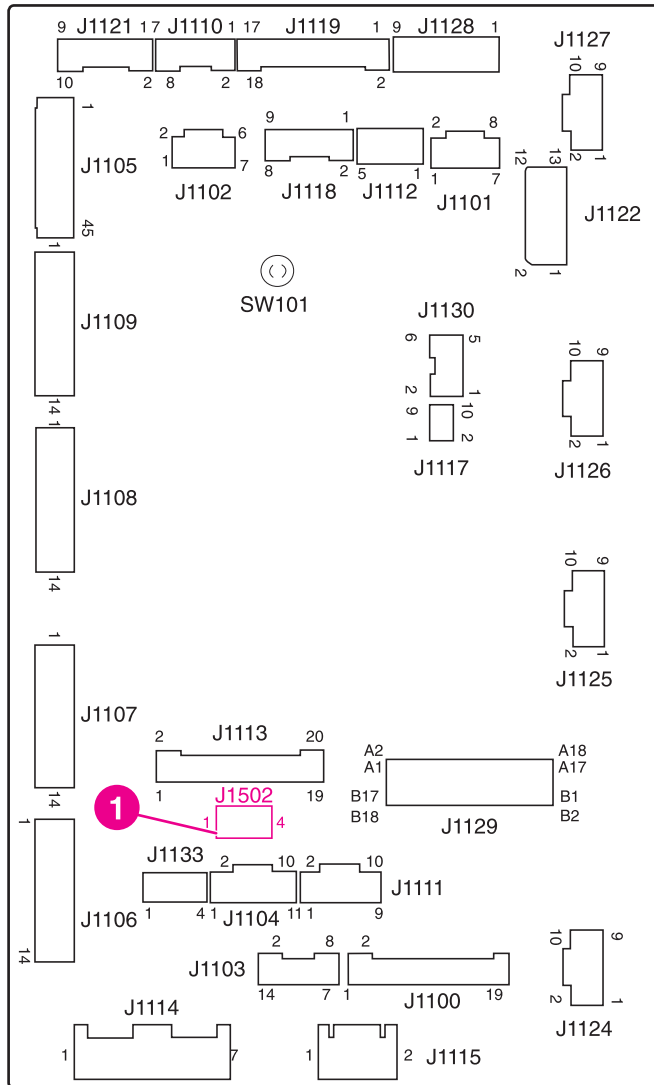 9 J1121 17 J1110 1 17 J1119 1 9 J1128 1
10 2 8 2 18 2
J1127
10 9
2 1
1
J1105
45
2 6
1 7
J1102
9 1
8 2
J1118
5 1
J1112
2 8
1 7
J1101
12 13
J1122
2 1
SW101
1
J1109
14
J1130
6 5
2 1
9 10
1 2
J1117
10 9
2 1
J1126
1
J1108
14
10 9
2 1
J1125
1
J1107
14
2 J1113 20
1 19
A2 A18
A1 A17
B17 B1
B18 B2
J1129
J1502
1 1 4
1
J1106
14
J1133
1 4
2 10
1 J1104 11
2 10
1 9
J1111
J1103
2 8
14 7
2
1 J1100 19
10 9
2 1
J1124
J1114
1 7
1 2
J1115